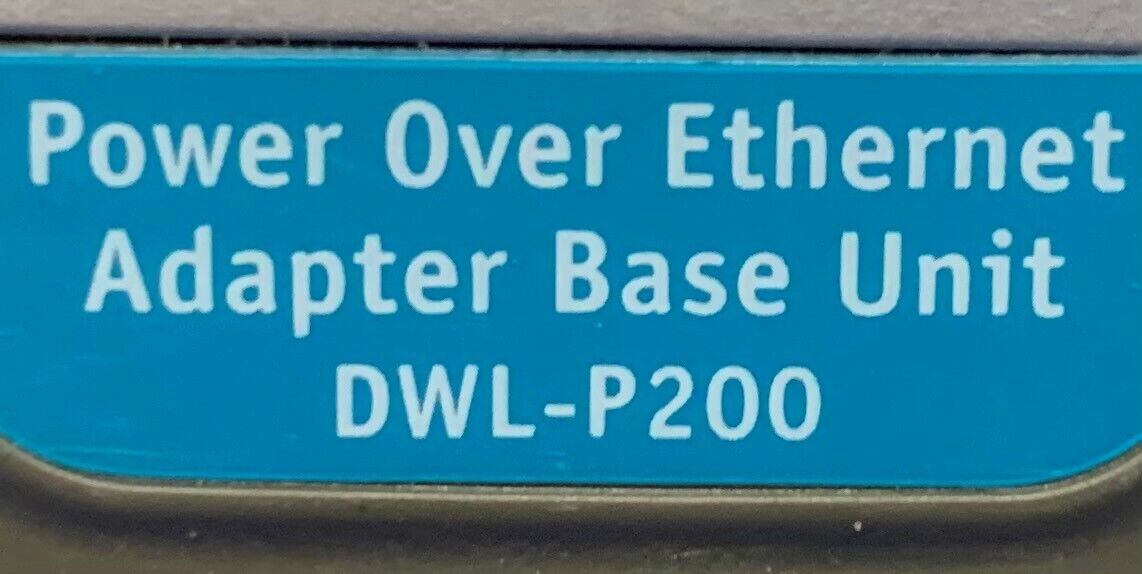 Power Over Ethernet
Adapter Base Unit
DWL-P200